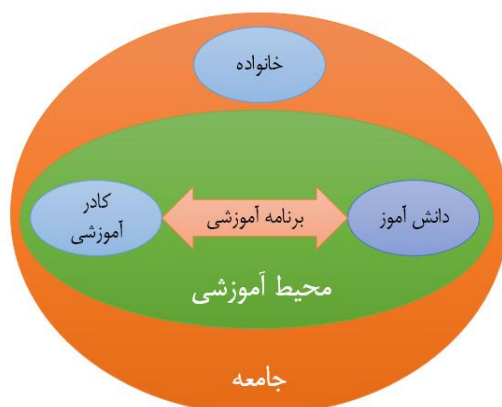 خانواده
دانش آموز
برنامه آموزشی
کادر
آموزشی
محیط آموزشی
جامعه